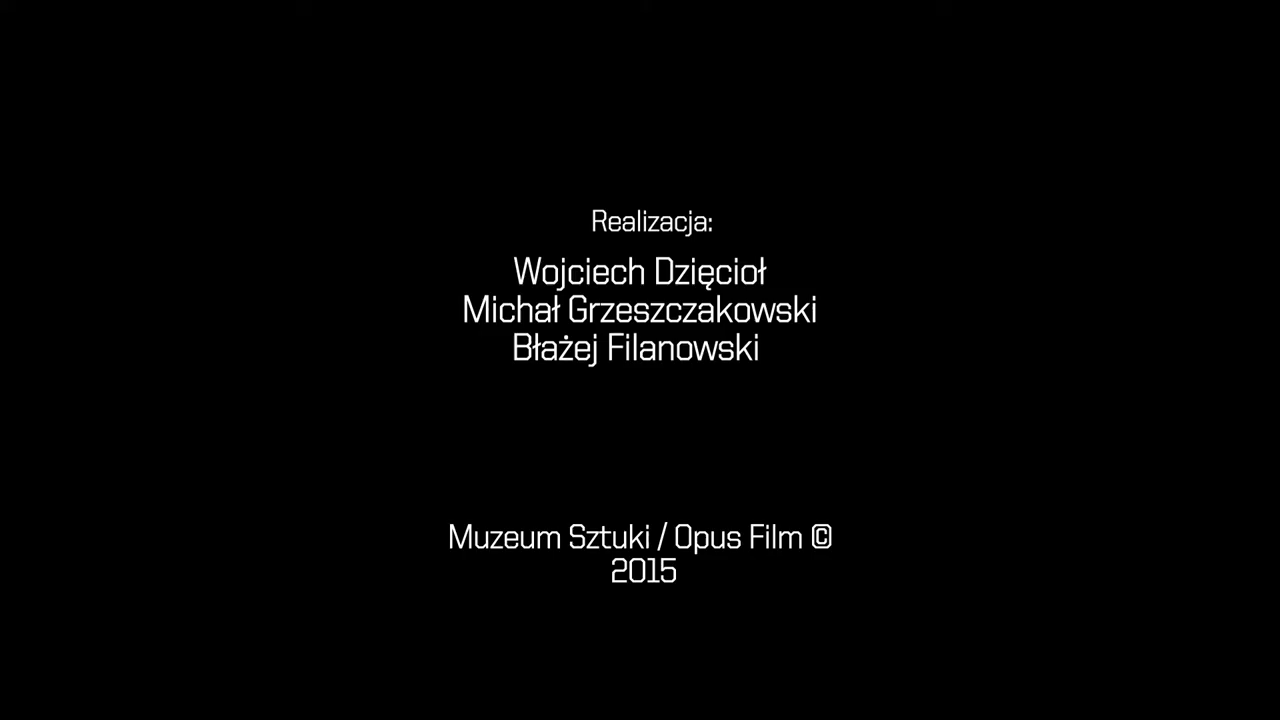 Realizacja:
Wojciech Dzięcioł
Michał Grzeszczakowski
Błażej Filanowski
Muzeum Sztuki / Opus Film ©
2015